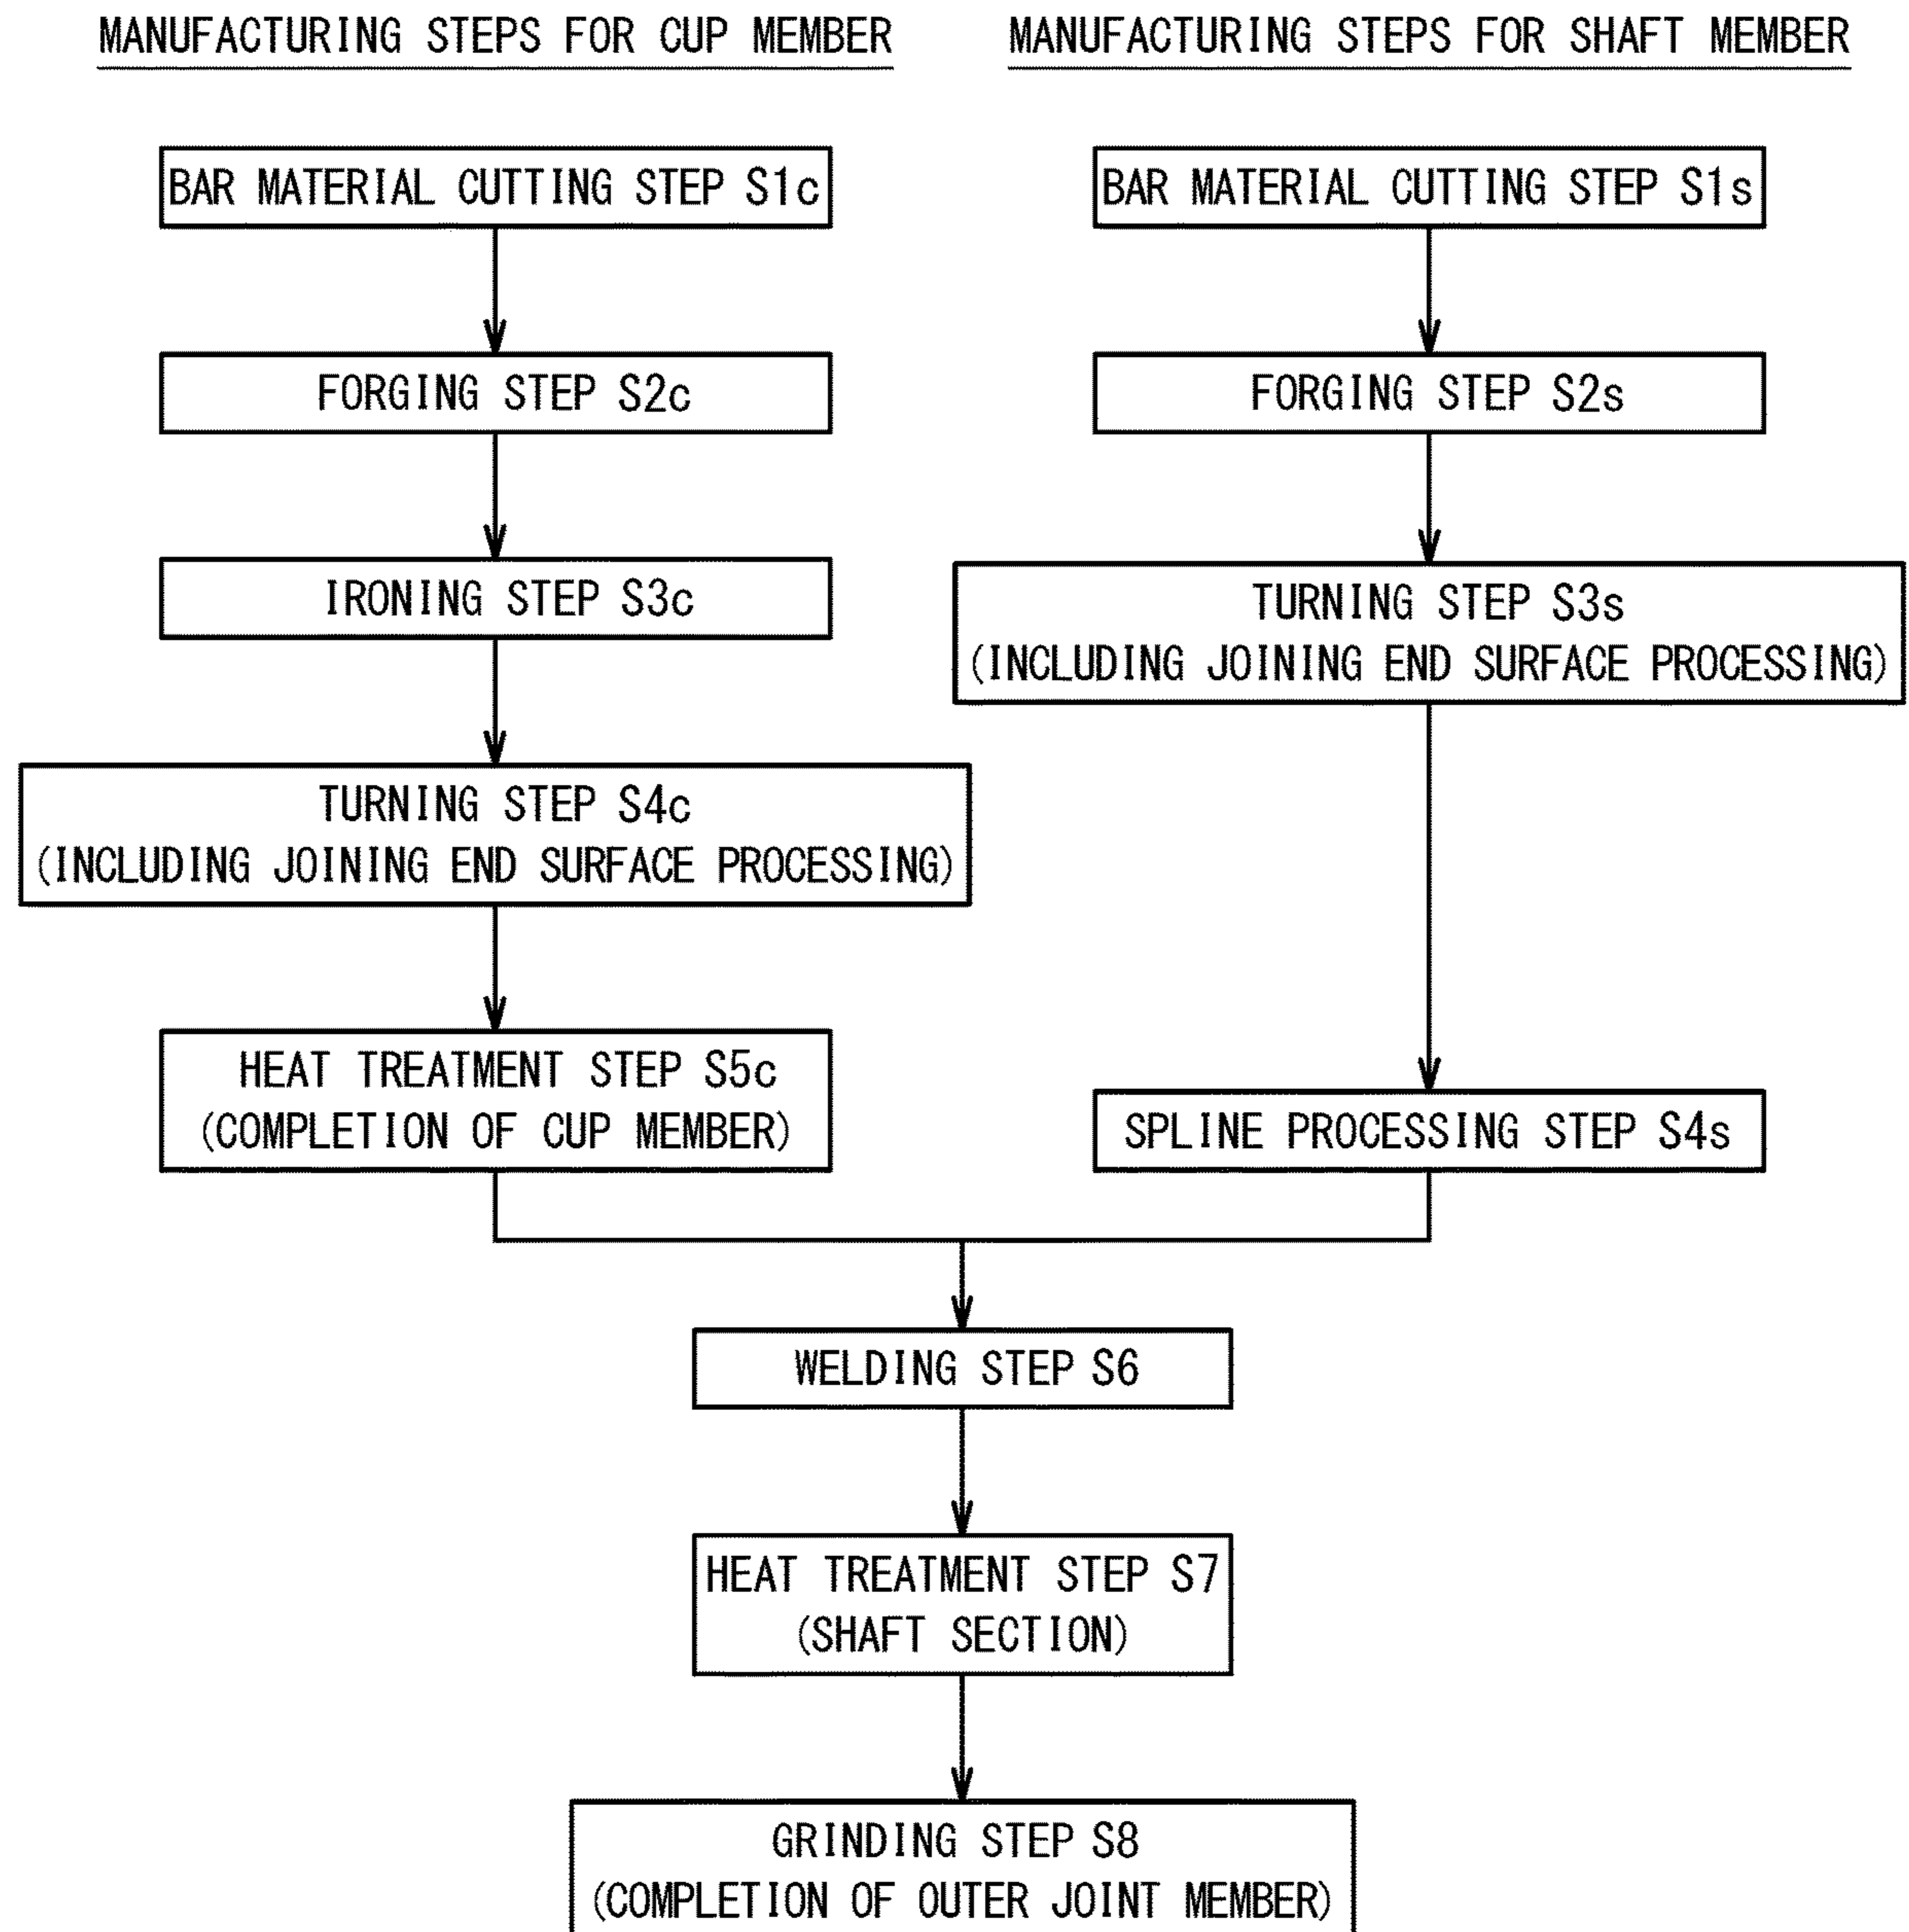 MANUFACTURING STEPS FOR CUP MEMBER
BAR MATERIAL CUTTING STEP S1c
FORGING STEP S2c
IRONING STEP S3c
TURNING STEP S4c
(INCLUDING JOINING END SURFACE PROCESSING)
HEAT TREATMENT STEP S5c
(COMPLETION OF CUP MEMBER)
MANUFACTURING STEPS FOR SHAFT MEMBER
BAR MATERIAL CUTTING STEP S1s
FORGING STEP S2s
TURNING STEP S3s
(INCLUDING JOINING END SURFACE PROCESSING)
SPLINE PROCESSING STEP S4s
WELDING STEP S6
HEAT TREATMENT STEP S7
(SHAFT SECTION)
GRINDING STEP S8
(COMPLETION OF OUTER JOINT MEMBER)